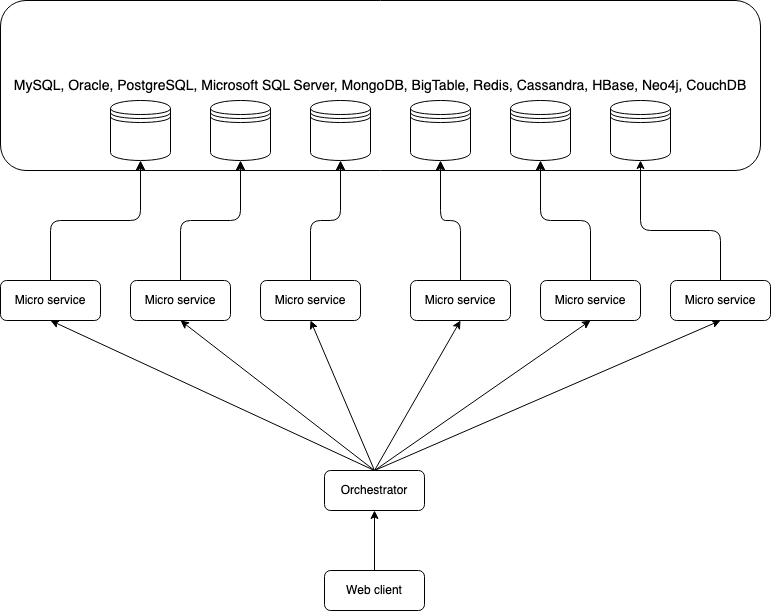 MySQL, Oracle, PostgreSQL, Microsoft SQL Server, MongoDB, BigTable, Redis, Cassandra, HBase, Neo4j, CouchDB
Micro service
Micro service
Micro service
Micro service
Micro service
Micro service
Orchestrator
Web client